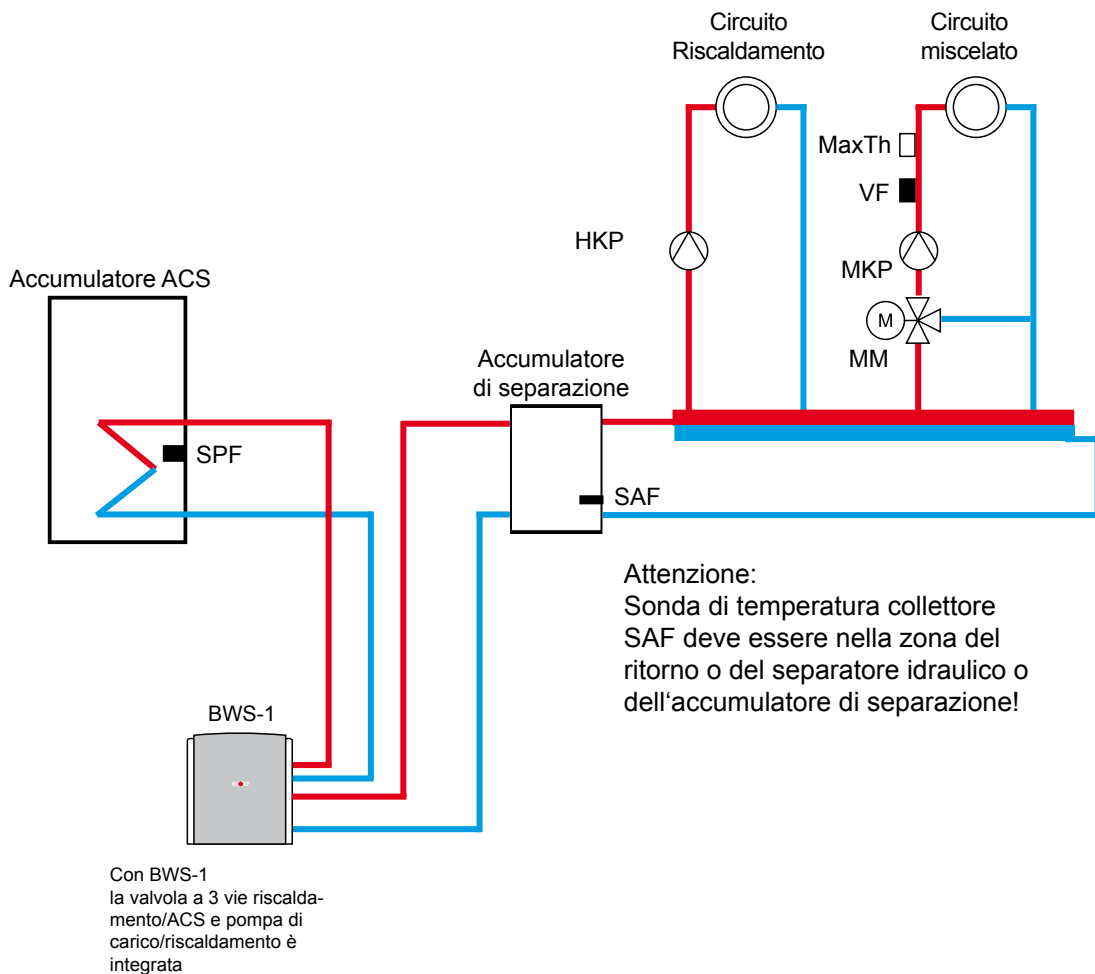 Circuito
Riscaldamento
Circuito
miscelato
MaxTh
VF
HKP
MKP
M
MM
Accumulatore ACS
SPF
Accumulatore
di separazione
SAF
Attenzione:
Sonda di temperatura collettore
SAF deve essere nella zona del
ritorno o del separatore idraulico o
dell‘accumulatore di separazione!
BWS-1
Con BWS-1
la valvola a 3 vie riscalda-
mento/ACS e pompa di
carico/riscaldamento è
integrata